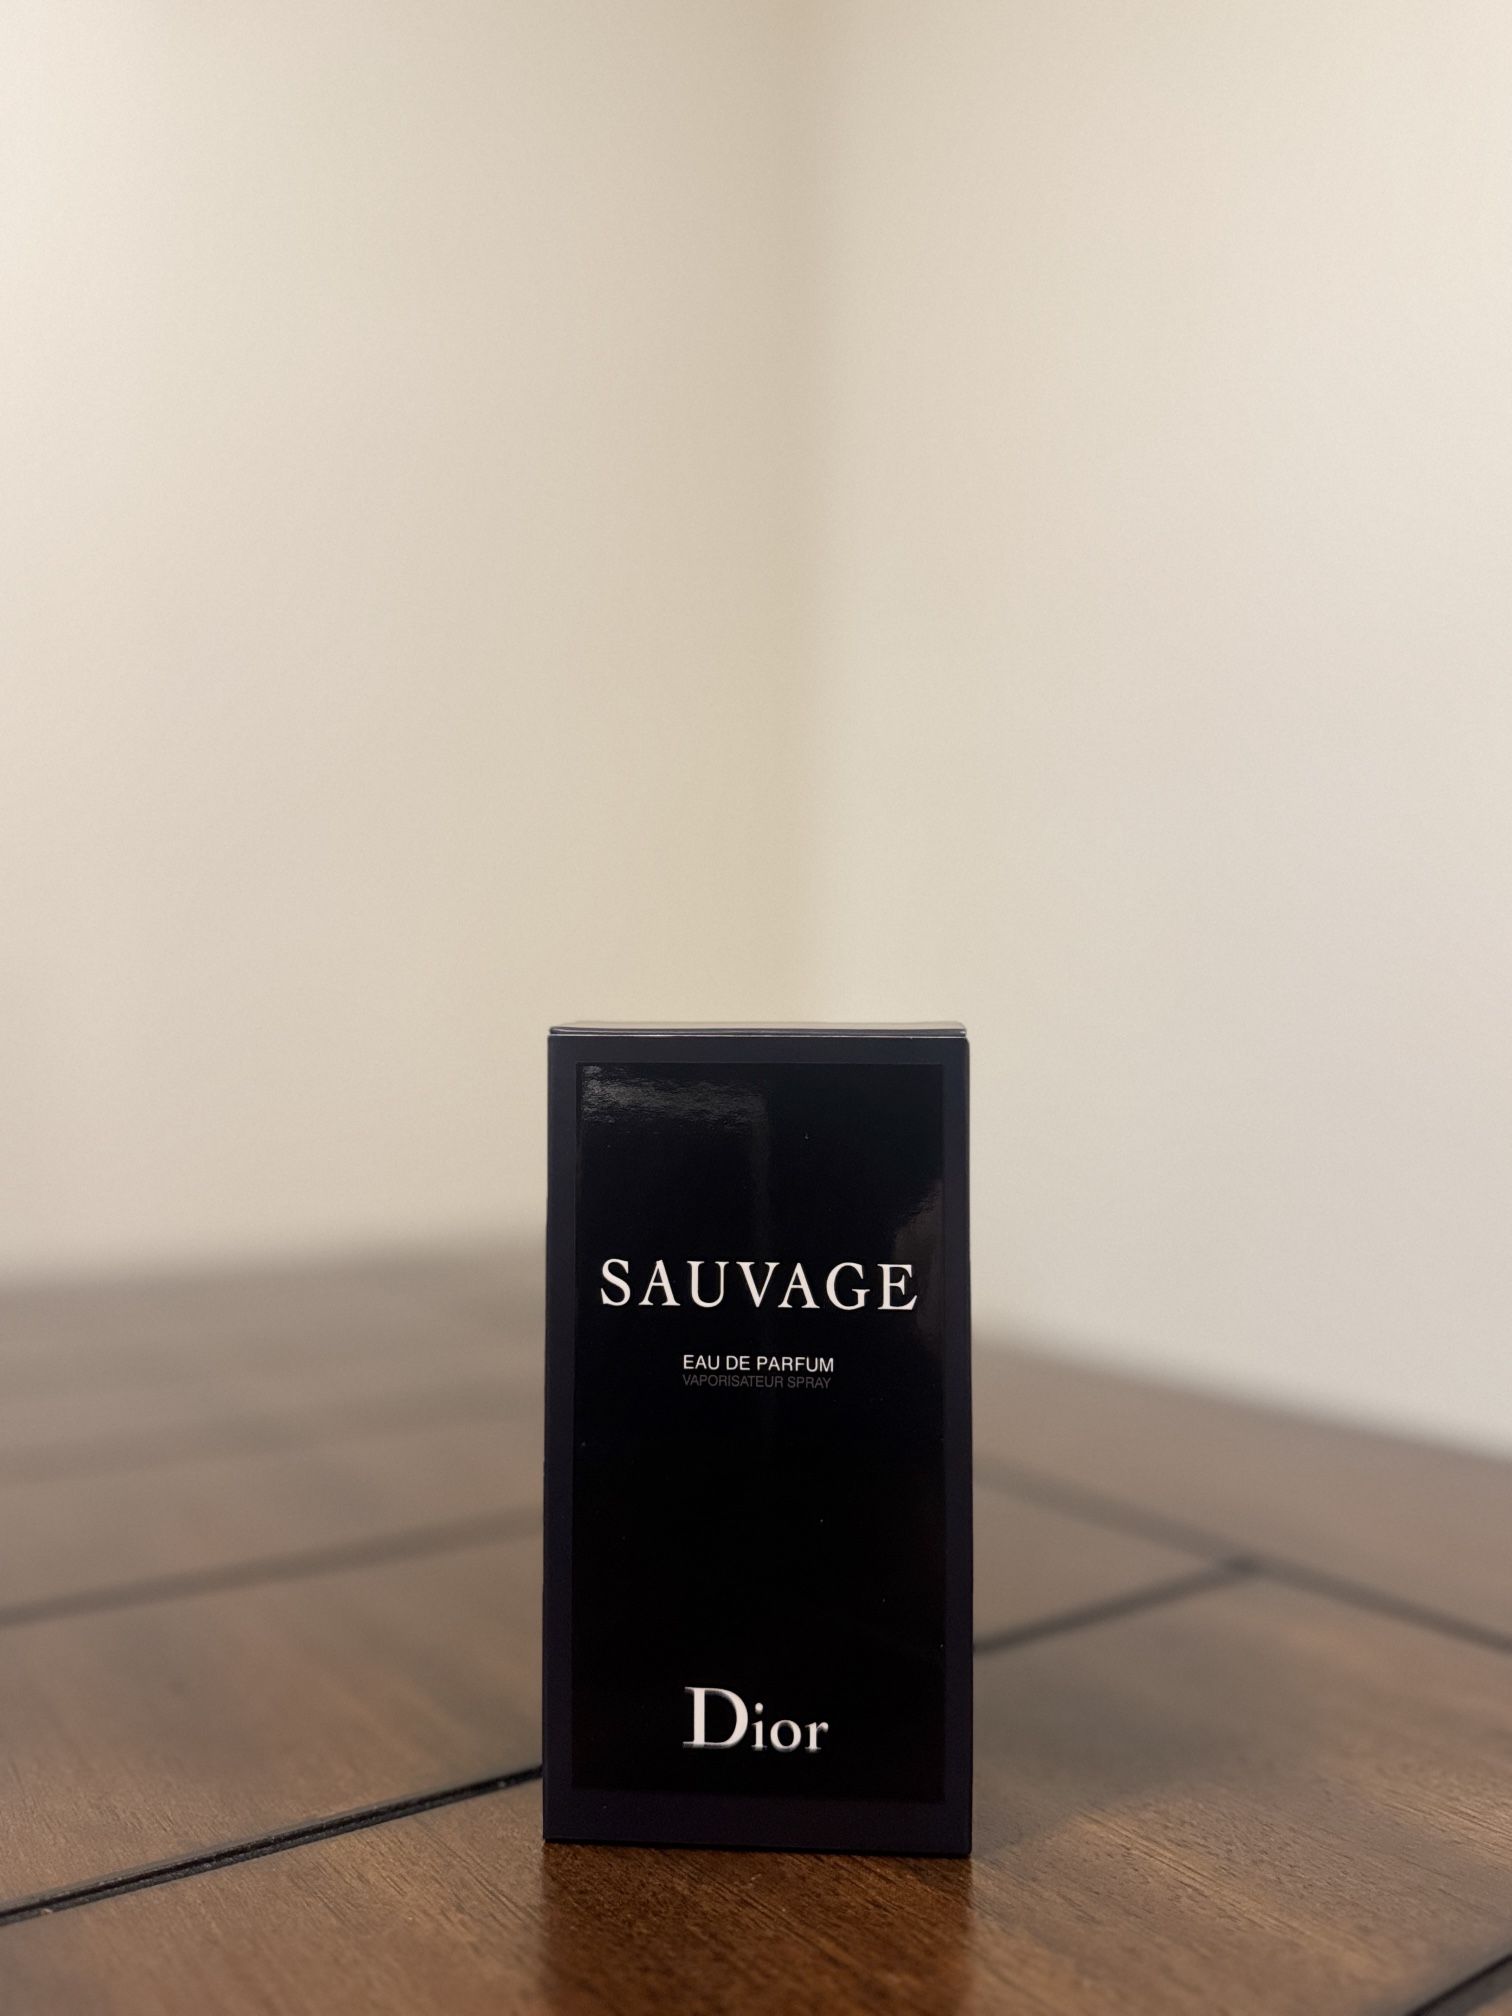 SAUVAGE
EAU DE PARFUM
VAPORISATEUR SPRAY
Dior